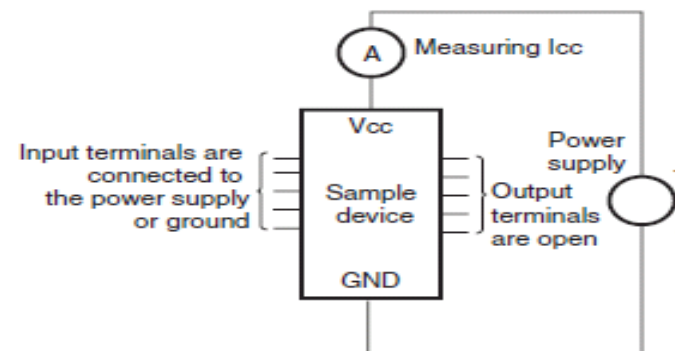 A
Measuring Icc
Vcc
Input terminals are
connected to
the power supply
or ground
Sample
device
Power
supply
Output
terminals
are open
GND